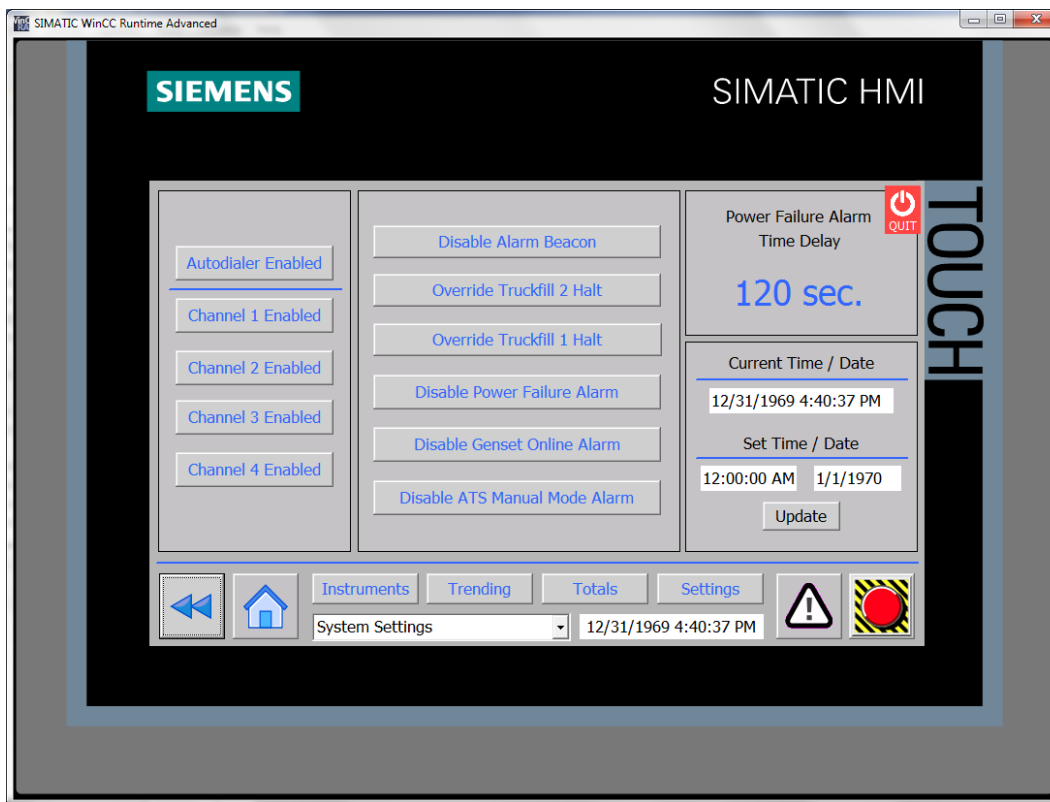 SIMATIC WinCC Runtime Advanced
SIEMENS
SIMATIC HMI
TOUCH
Autodialer Enabled
Channel 1 Enabled
Channel 2 Enabled
Channel 3 Enabled
Channel 4 Enabled
Disable Alarm Beacon
Override Truckfill 2 Halt
Override Truckfill 1 Halt
Disable Power Failure Alarm
Disable Genset Online Alarm
Disable ATS Manual Mode Alarm
Power Failure Alarm
Time Delay
QUIT
120 sec.
Current Time / Date
12/31/1969 4:40:37 PM
Set Time / Date
12:00:00 AM 1/1/1970
Update
Instruments Trending Totals Settings
System Settings 12/31/1969 4:40:37 PM